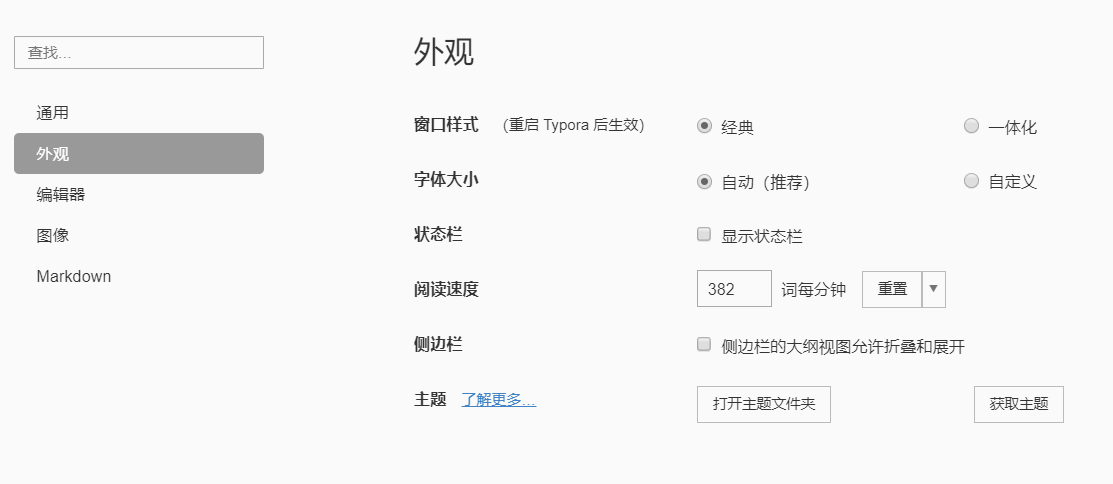 查找...
通用
外观
编辑器
图像
Markdown
外观
窗口样式 （重启 Typora 后生效） 经典 一体化
字体大小 自动（推荐） 自定义
状态栏 显示状态栏
阅读速度 382 词每分钟 重置
侧边栏 侧边栏的大纲视图允许折叠和展开
主题 了解更多... 打开主题文件夹 获取主题